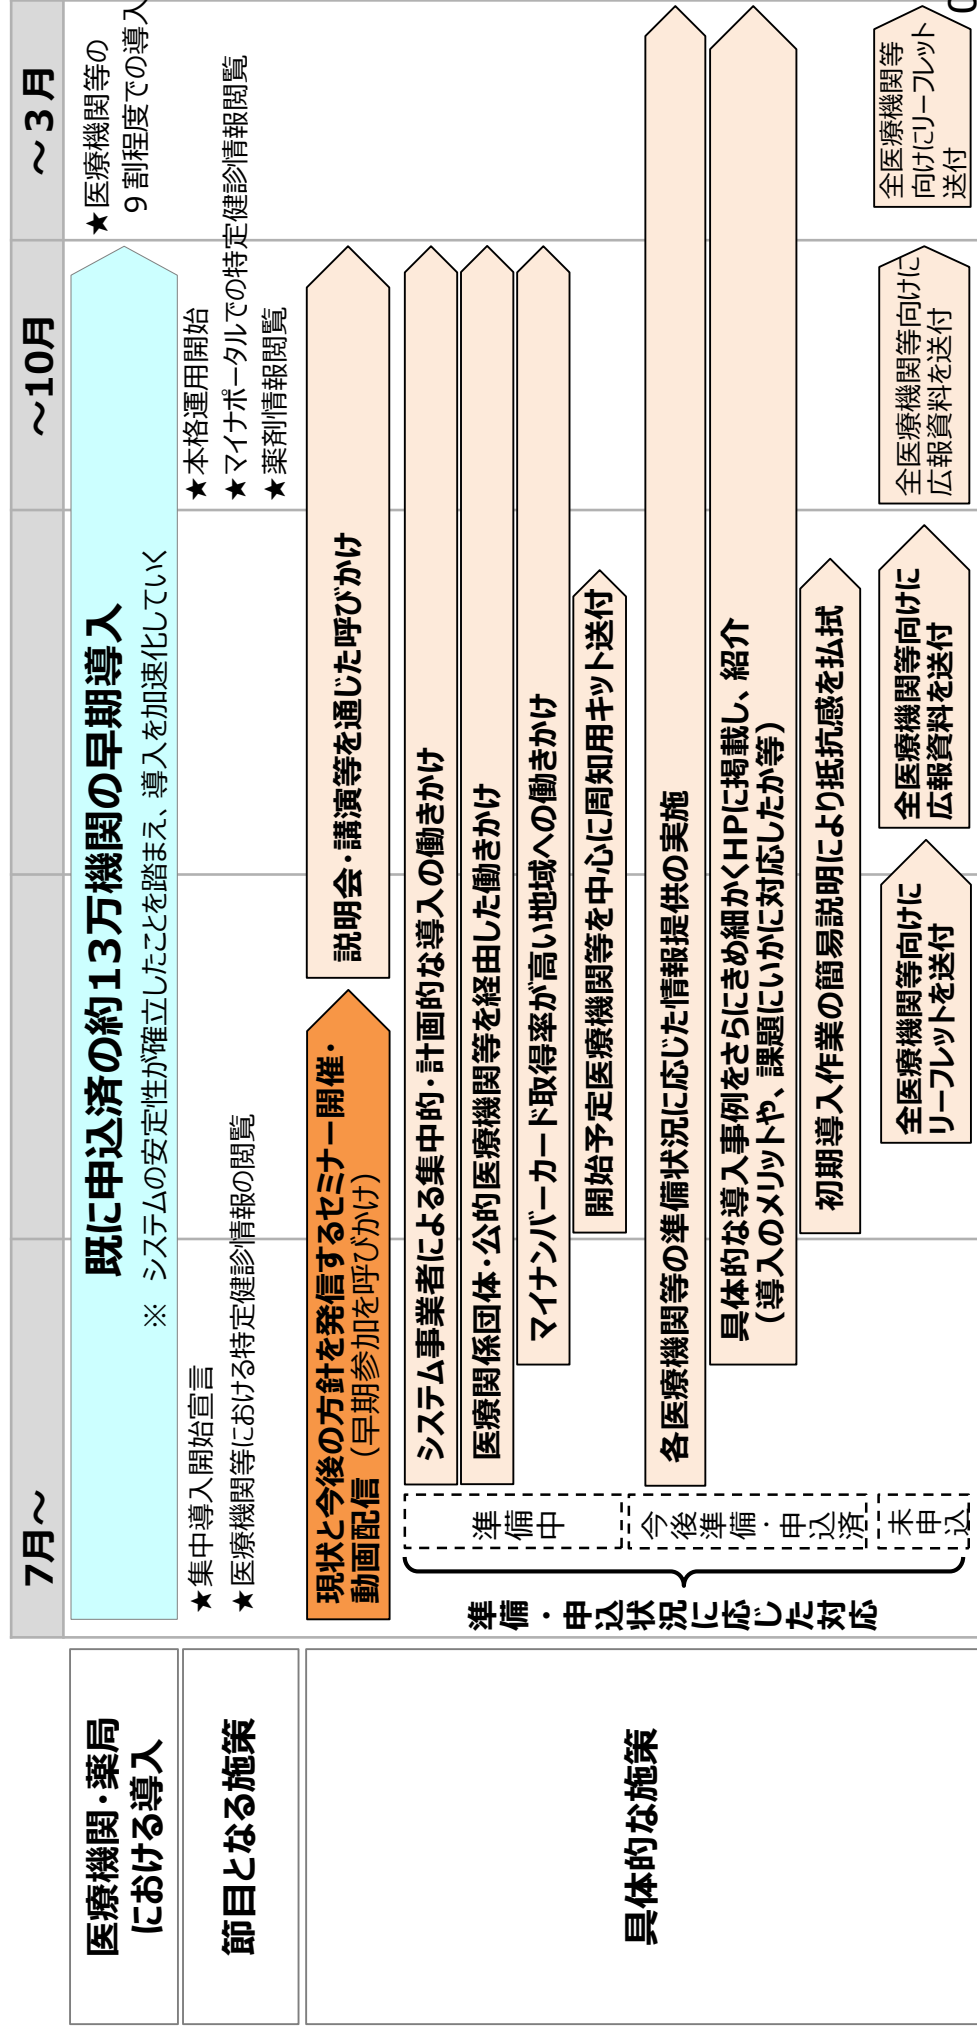 7月～
～10月
～３月
医療機関・薬局
における導入
既に申込済の約13万機関の早期導入
※　システムの安定性が確立したことを踏まえ、導入を加速化していく
★医療機関等の
９割程度での導入
節目となる施策
★集中導入開始宣言
★医療機関等における特定健診情報の閲覧
★本格運用開始
★マイナポータルでの特定健診情報閲覧
★薬剤情報閲覧
具体的な施策
現状と今後の方針を発信するセミナー開催・
動画配信（早期参加を呼びかけ）
説明会・講演等を通じた呼びかけ
準備・申込状況に応じた対応
準備中
システム事業者による集中的・計画的な導入の働きかけ
医療関係団体・公的医療機関等を経由した働きかけ
マイナンバーカード取得率が高い地域への働きかけ
開始予定医療機関等を中心に周知用キット送付
今後準備・申込済
各医療機関等の準備状況に応じた情報提供の実施
具体的な導入事例をさらにきめ細かくHPに掲載し、紹介
（導入のメリットや、課題にいかに対応したか等）
初期導入作業の簡易説明により抵抗感を払拭
未申込
全医療機関等向けに
リーフレットを送付
全医療機関等向けに
広報資料を送付
全医療機関等向けに
広報資料を送付
全医療機関等
向けにリーフレット
送付